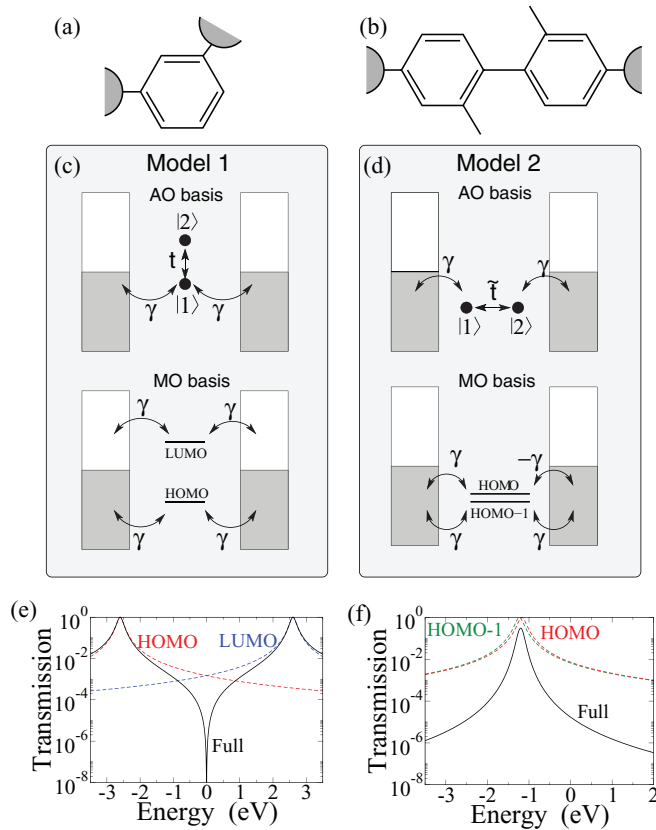 (a)
(b)
(c)
Model 1
AO basis
|2⟩
t
|1⟩
γ
γ
MO basis
γ
γ
LUMO
HOMO
γ
γ
(d)
Model 2
AO basis
γ
γ
t̃
|1⟩
|2⟩
MO basis
γ
−γ
HOMO
HOMO−1
γ
γ
(e)
Transmission
10^0
10^-2
10^-4
10^-6
10^-8
HOMO
LUMO
Full
-3 -2 -1 0 1 2 3
Energy (eV)
(f)
Transmission
10^0
10^-2
10^-4
10^-6
10^-8
HOMO-1
HOMO
Full
-3 -2 -1 0 1 2
Energy (eV)